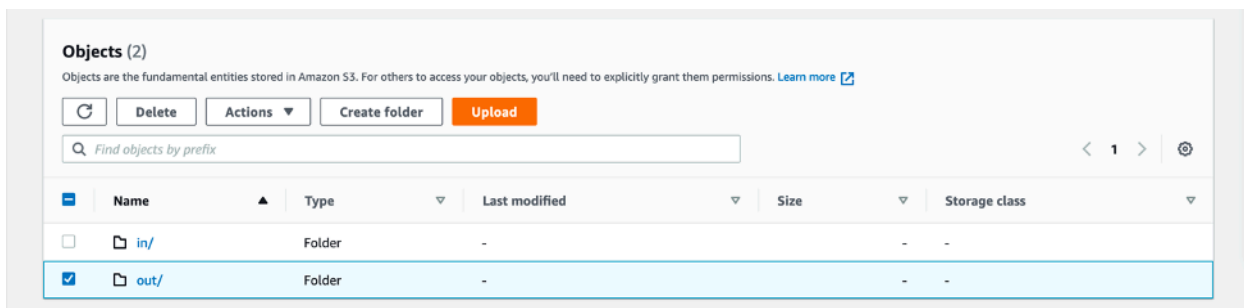 Objects (2)
Objects are the fundamental entities stored in Amazon S3. For others to access your objects, you'll need to explicitly grant them permissions. Learn more
Delete Actions Create folder Upload
Find objects by prefix 1
Name Type Last modified Size Storage class
in/ Folder - - -
out/ Folder - - -